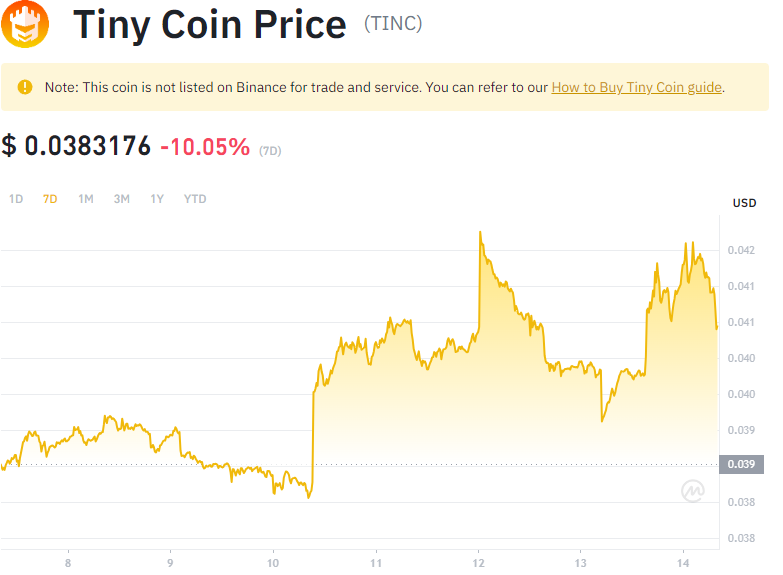 Tiny Coin Price (TINC)
Note: This coin is not listed on Binance for trade and service. You can refer to our How to Buy Tiny Coin guide.
$ 0.0383176 -10.05% (7D)
1D 7D 1M 3M 1Y YTD
USD
0.042
0.041
0.041
0.040
0.040
0.039
0.039
0.038
0.038
8 9 10 11 12 13 14